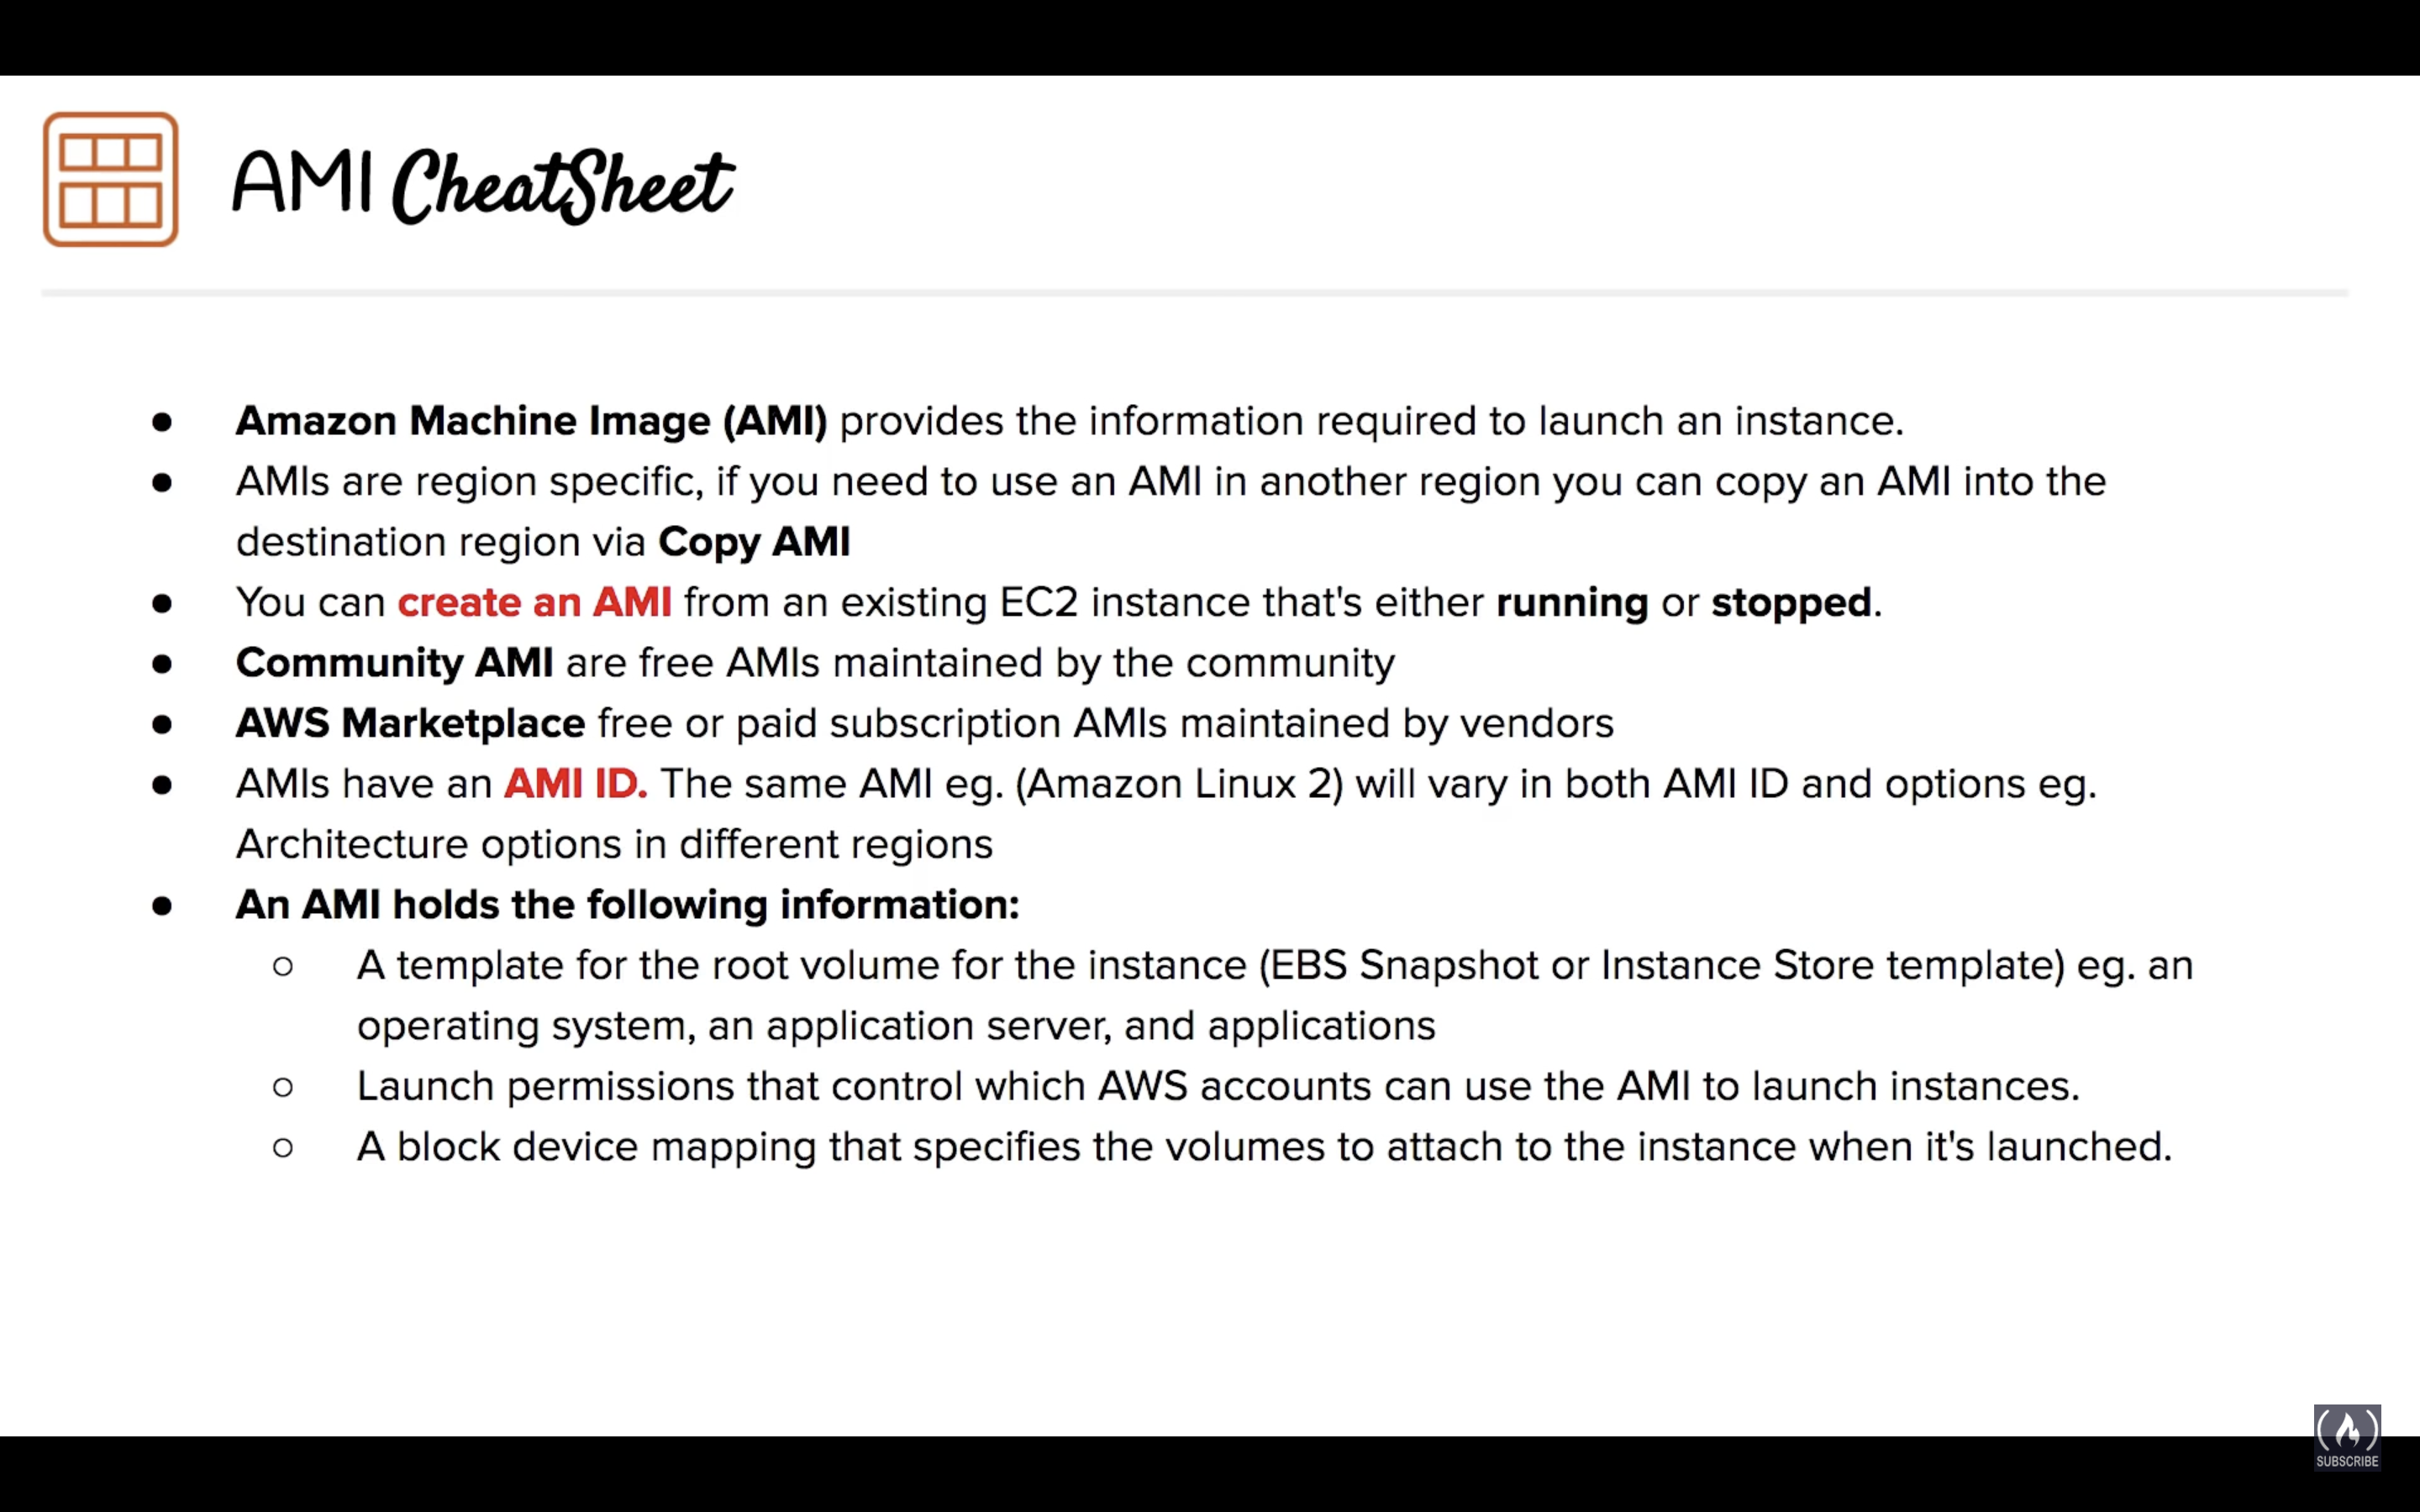 AMI CheatSheet
● Amazon Machine Image (AMI) provides the information required to launch an instance.
● AMIs are region specific, if you need to use an AMI in another region you can copy an AMI into the
destination region via Copy AMI
● You can create an AMI from an existing EC2 instance that's either running or stopped.
● Community AMI are free AMIs maintained by the community
● AWS Marketplace free or paid subscription AMIs maintained by vendors
● AMIs have an AMI ID. The same AMI eg. (Amazon Linux 2) will vary in both AMI ID and options eg.
Architecture options in different regions
● An AMI holds the following information:
○ A template for the root volume for the instance (EBS Snapshot or Instance Store template) eg. an
operating system, an application server, and applications
○ Launch permissions that control which AWS accounts can use the AMI to launch instances.
○ A block device mapping that specifies the volumes to attach to the instance when it's launched.
SUBSCRIBE